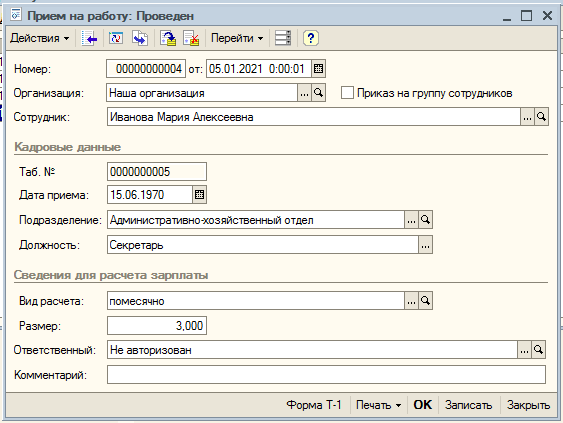 Прием на работу: Проведен
Действия Перейти ?
Номер: 00000000004 от: 05.01.2021 0:00:01
Организация: Наша организация ... Приказ на группу сотрудников
Сотрудник: Иванова Мария Алексеевна ...
Кадровые данные
Таб. № 0000000005
Дата приема: 15.06.1970
Подразделение: Административно-хозяйственный отдел ...
Должность: Секретарь ...
Сведения для расчета зарплаты
Вид расчета: помесячно ...
Размер: 3,000
Ответственный: Не авторизован ...
Комментарий:
Форма Т-1 Печать OK Записать Закрыть